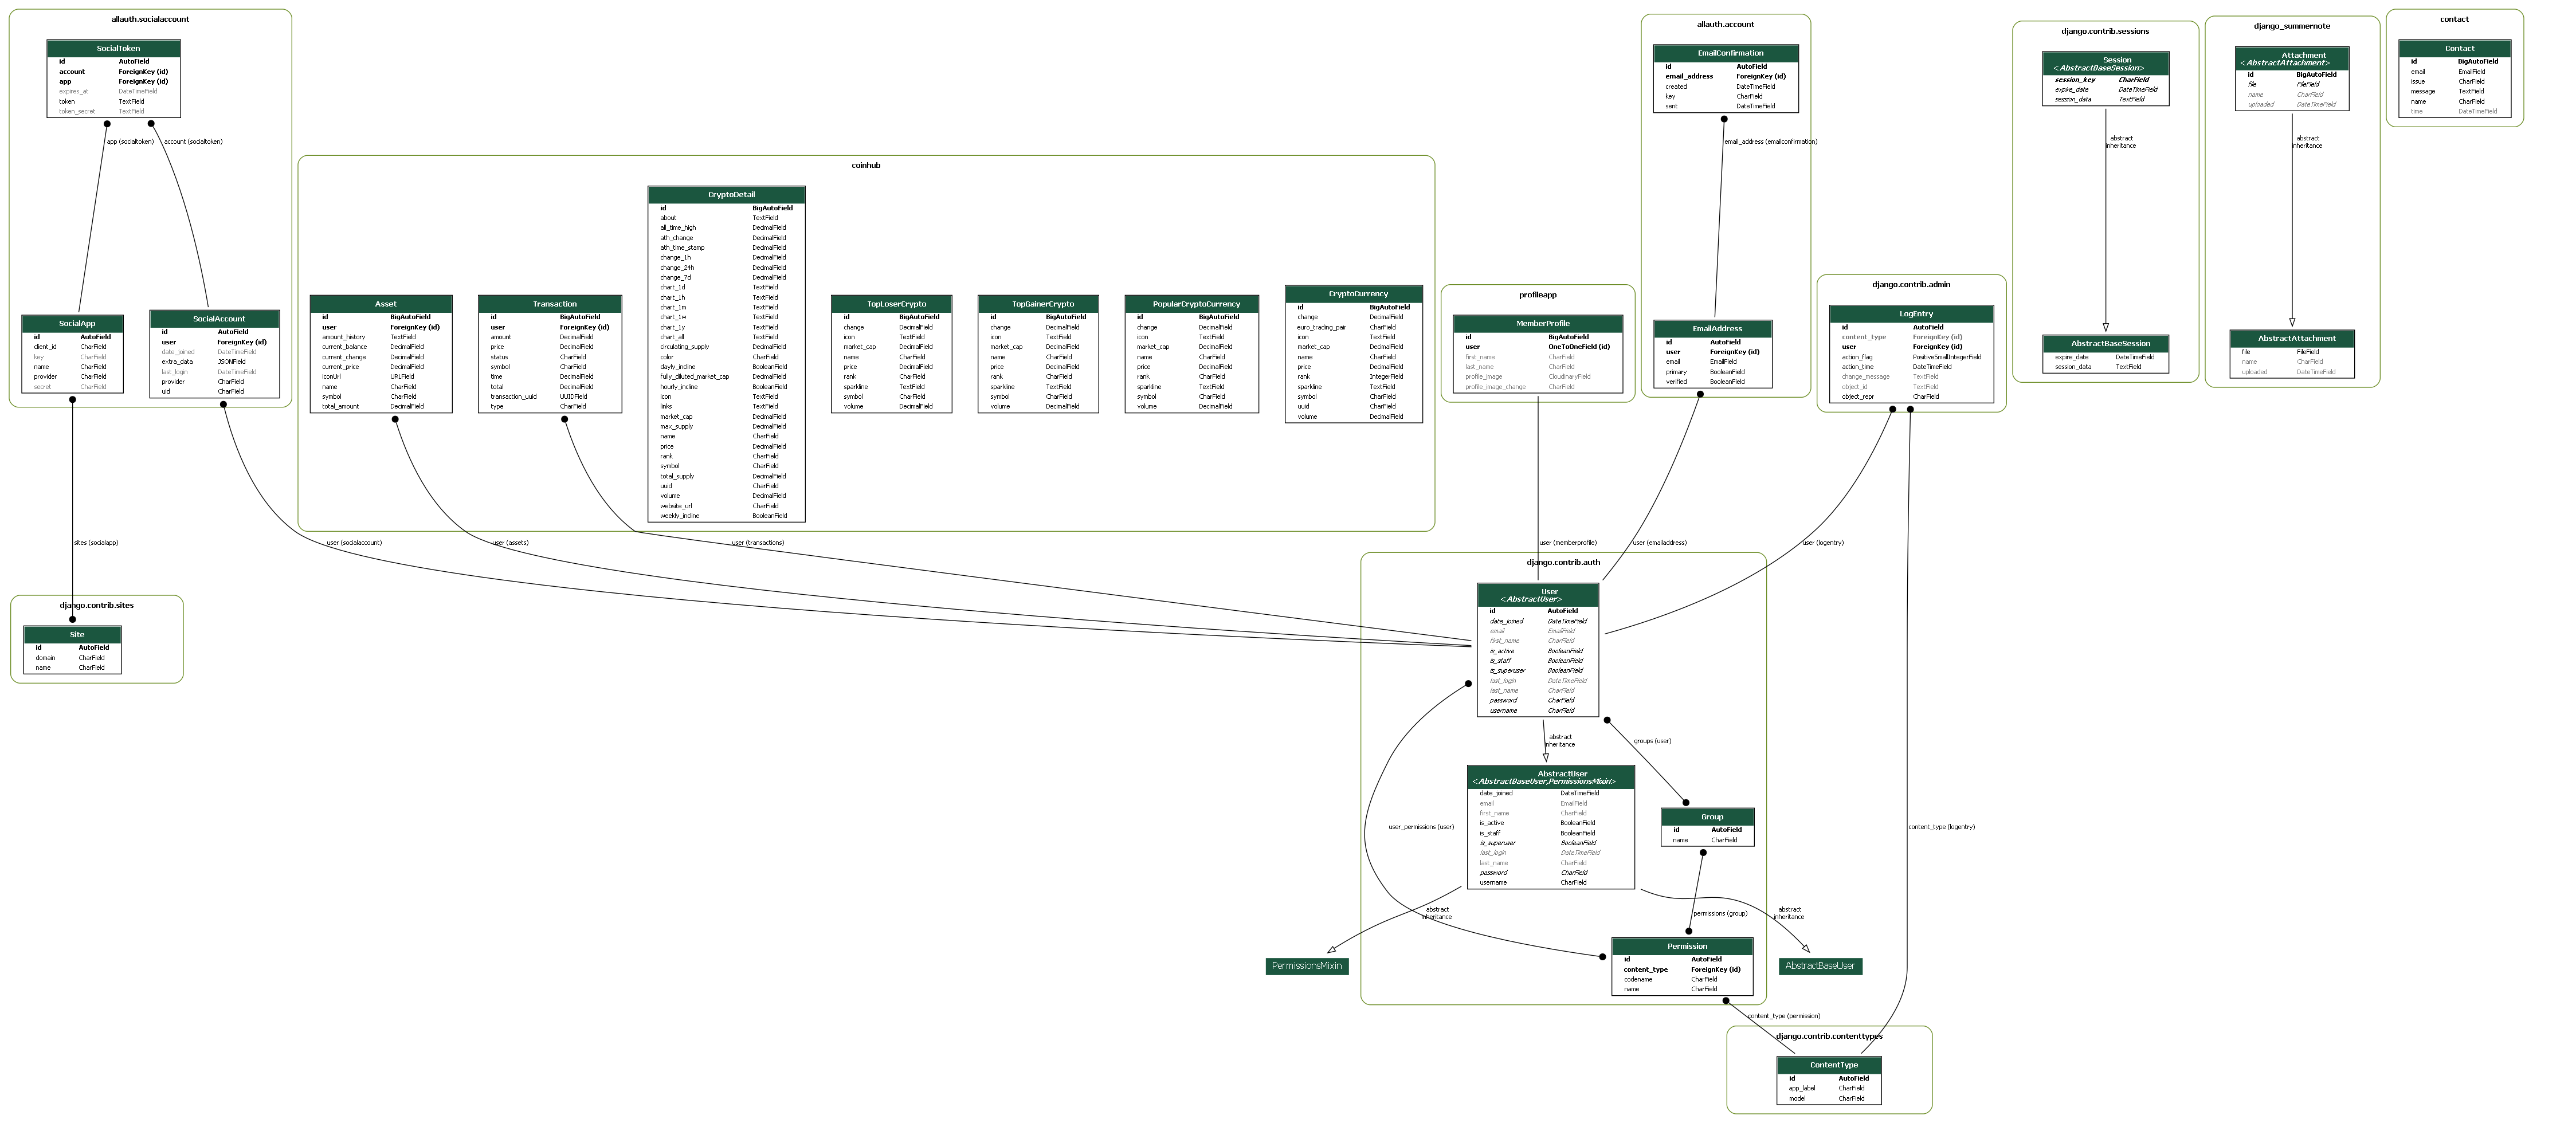 allauth.socialaccount
SocialToken
id AutoField
account ForeignKey (id)
app ForeignKey (id)
expires_at DateTimeField
token TextField
token_secret TextField
app (socialtoken)
account (socialtoken)
SocialApp
id AutoField
client_id CharField
key CharField
name CharField
provider CharField
secret CharField
SocialAccount
id AutoField
user ForeignKey (id)
date_joined DateTimeField
extra_data JSONField
last_login DateTimeField
provider CharField
uid CharField
coinhub
Asset
id BigAutoField
user ForeignKey (id)
amount_history TextField
current_balance DecimalField
current_change DecimalField
current_price DecimalField
iconUrl URLField
name CharField
symbol CharField
total_amount DecimalField
Transaction
id BigAutoField
user ForeignKey (id)
amount DecimalField
price DecimalField
status CharField
symbol CharField
time DecimalField
total DecimalField
transaction_uuid UUIDField
type CharField
CryptoDetail
id BigAutoField
about TextField
all_time_high DecimalField
ath_change DecimalField
ath_time_stamp DecimalField
change_1h DecimalField
change_24h DecimalField
change_7d DecimalField
chart_1d TextField
chart_1h TextField
chart_1m TextField
chart_1w TextField
chart_1y TextField
chart_all TextField
circulating_supply DecimalField
color CharField
dayly_incline BooleanField
fully_diluted_market_cap DecimalField
hourly_incline BooleanField
icon TextField
links TextField
market_cap DecimalField
max_supply DecimalField
name CharField
price DecimalField
rank CharField
symbol CharField
total_supply DecimalField
uuid CharField
volume DecimalField
website_url CharField
weekly_incline BooleanField
TopLoserCrypto
id BigAutoField
change DecimalField
icon TextField
market_cap DecimalField
name CharField
price DecimalField
rank CharField
sparkline TextField
symbol CharField
volume DecimalField
TopGainerCrypto
id BigAutoField
change DecimalField
icon TextField
market_cap DecimalField
name CharField
price DecimalField
rank CharField
sparkline TextField
symbol CharField
volume DecimalField
PopularCryptoCurrency
id BigAutoField
change DecimalField
icon TextField
market_cap DecimalField
name CharField
price DecimalField
rank CharField
sparkline TextField
symbol CharField
volume DecimalField
CryptoCurrency
id BigAutoField
change DecimalField
euro_trading_pair CharField
icon TextField
market_cap DecimalField
name CharField
price DecimalField
rank IntegerField
sparkline TextField
symbol CharField
uuid CharField
volume DecimalField
profileapp
MemberProfile
id BigAutoField
user OneToOneField (id)
first_name CharField
last_name CharField
profile_image CloudinaryField
profile_image_change CharField
allauth.account
EmailConfirmation
id AutoField
email_address ForeignKey (id)
created DateTimeField
key CharField
sent DateTimeField
email_address (emailconfirmation)
EmailAddress
id AutoField
user ForeignKey (id)
email EmailField
primary BooleanField
verified BooleanField
django.contrib.admin
LogEntry
id AutoField
content_type ForeignKey (id)
user ForeignKey (id)
action_flag PositiveSmallIntegerField
action_time DateTimeField
change_message TextField
object_id TextField
object_repr CharField
django.contrib.sessions
Session
<AbstractBaseSession>
session_key CharField
expire_date DateTimeField
session_data TextField
abstract
inheritance
AbstractBaseSession
expire_date DateTimeField
session_data TextField
django_summernote
Attachment
<AbstractAttachment>
id BigAutoField
file FileField
name CharField
uploaded DateTimeField
abstract
inheritance
AbstractAttachment
file FileField
name CharField
uploaded DateTimeField
contact
Contact
id BigAutoField
email EmailField
issue CharField
message TextField
name CharField
time DateTimeField
sites (socialapp)
user (socialaccount)
user (assets)
user (transactions)
user (memberprofile)
user (emailaddress)
user (logentry)
django.contrib.sites
Site
id AutoField
domain CharField
name CharField
django.contrib.auth
User
<AbstractUser>
id AutoField
date_joined DateTimeField
email EmailField
first_name CharField
is_active BooleanField
is_staff BooleanField
is_superuser BooleanField
last_login DateTimeField
last_name CharField
password CharField
username CharField
abstract
inheritance
groups (user)
AbstractUser
<AbstractBaseUser,PermissionsMixin>
date_joined DateTimeField
email EmailField
first_name CharField
is_active BooleanField
is_staff BooleanField
is_superuser BooleanField
last_login DateTimeField
last_name CharField
password CharField
username CharField
Group
id AutoField
name CharField
user_permissions (user)
content_type (logentry)
abstract
inheritance
permissions (group)
abstract
inheritance
PermissionsMixin
Permission
id AutoField
content_type ForeignKey (id)
codename CharField
name CharField
AbstractBaseUser
content_type (permission)
django.contrib.contenttypes
ContentType
id AutoField
app_label CharField
model CharField